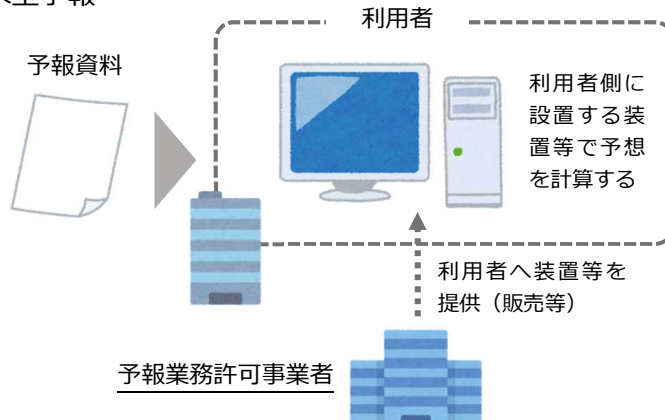 利用者
予報資料
利用者側に
設置する装
置等で予想
を計算する
利用者へ装置等を
提供（販売等）
予報業務許可事業者